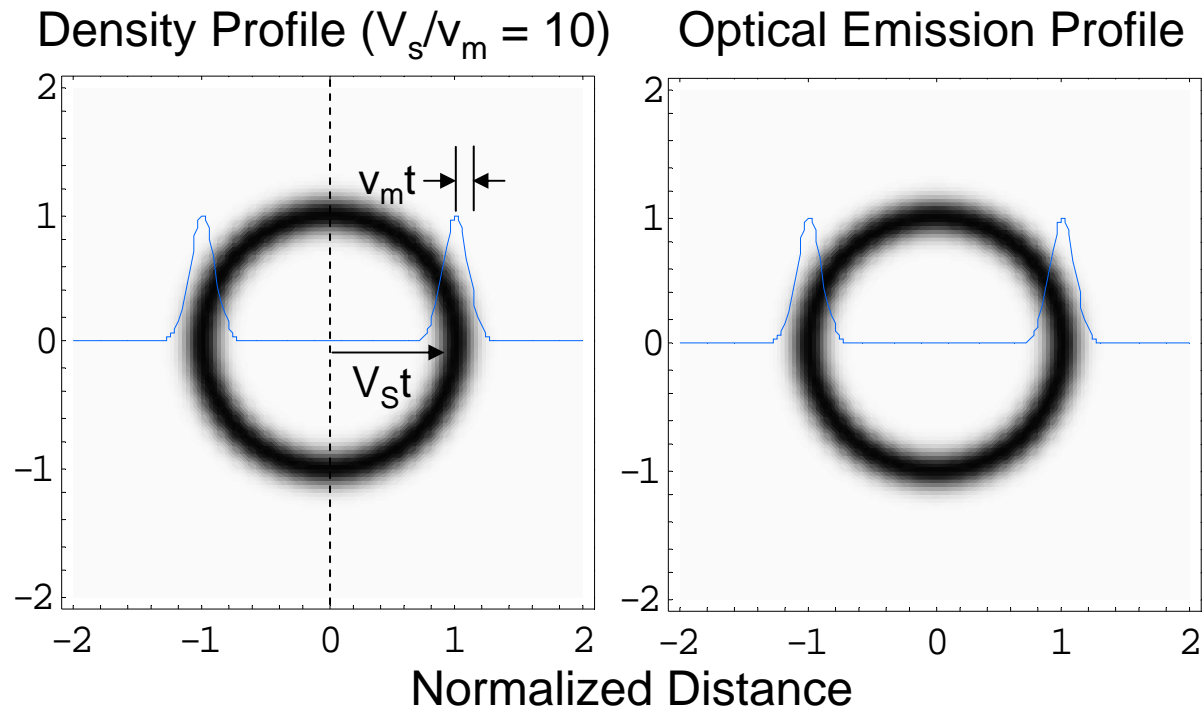 Density Profile (Vs/vm = 10)
Optical Emission Profile
2
1
0
−1
−2
vmt
VSt
−2 −1 0 1 2
2
1
0
−1
−2
−2 −1 0 1 2
Normalized Distance